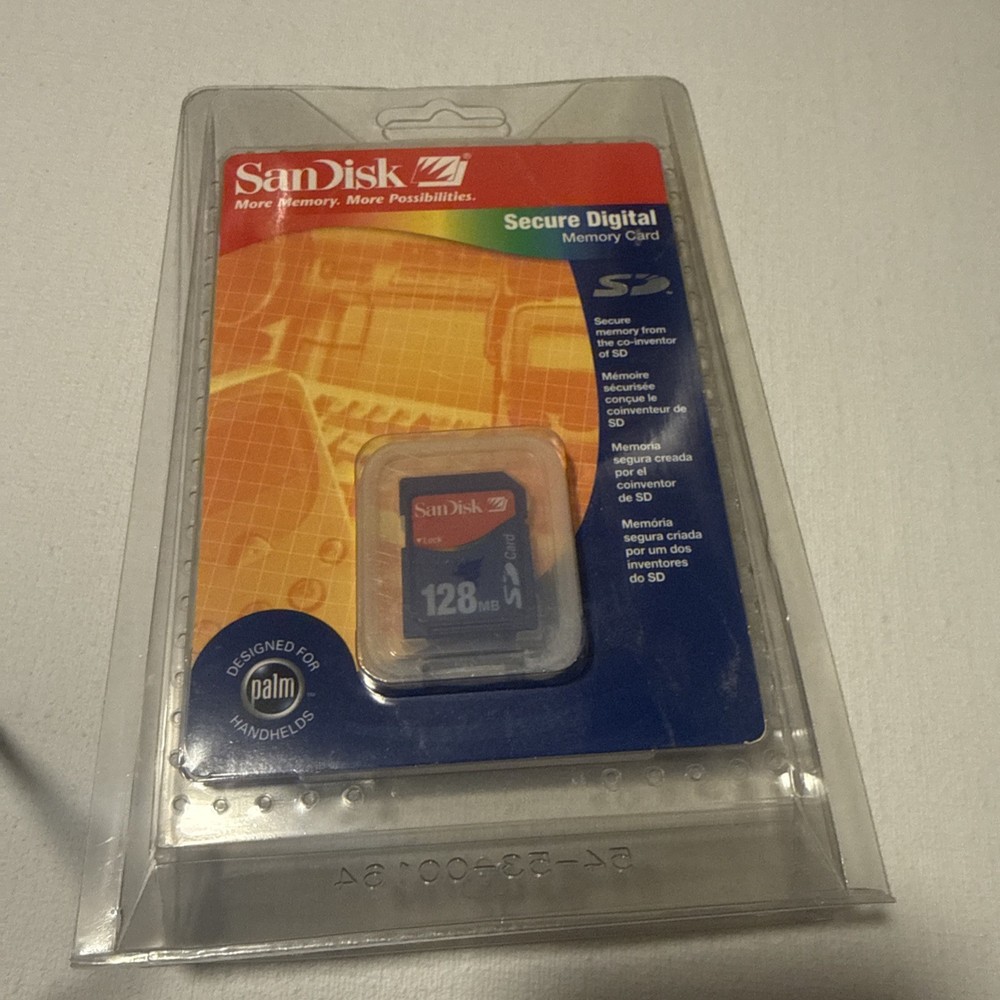 SanDisk
More Memory. More Possibilities.
Secure Digital
Memory Card
SD
Secure
memory from
the co-inventor
of SD
Mémoire
sécurisée
conçue le
coinventeur de
SD
Memoria
segura creada
por el
coinventor
de SD
Memória
segura criada
por um dos
inventores
do SD
SanDisk
Lock
128MB
SD Card
DESIGNED FOR
palm
HANDHELDS